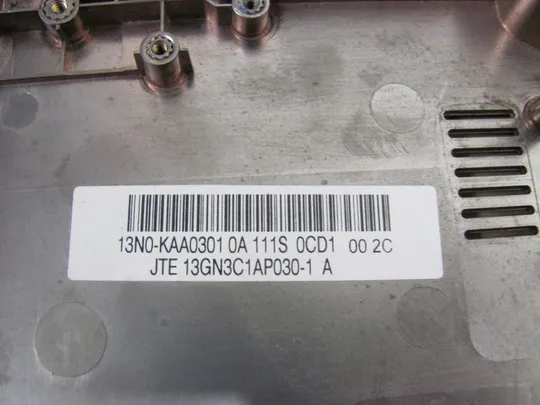 13N0-KAA0301 0A 111S 0CD1 00 2C
JTE 13GN3C1AP030-1 A